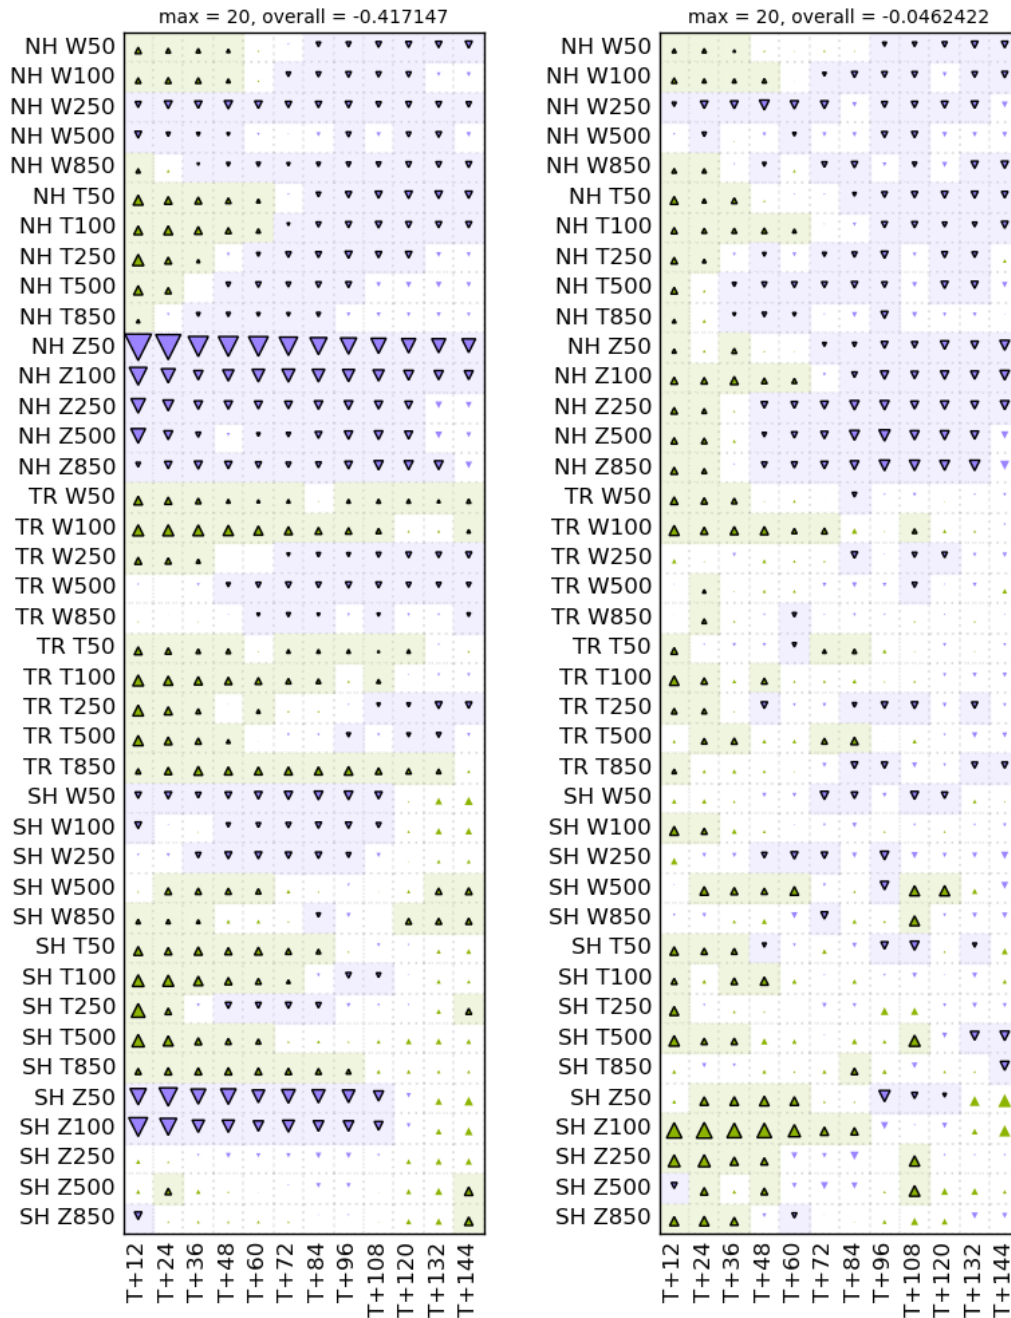 max = 20, overall = -0.417147
NH W50
NH W100
NH W250
NH W500
NH W850
NH T50
NH T100
NH T250
NH T500
NH T850
NH Z50
NH Z100
NH Z250
NH Z500
NH Z850
TR W50
TR W100
TR W250
TR W500
TR W850
TR T50
TR T100
TR T250
TR T500
TR T850
SH W50
SH W100
SH W250
SH W500
SH W850
SH T50
SH T100
SH T250
SH T500
SH T850
SH Z50
SH Z100
SH Z250
SH Z500
SH Z850
T+12
T+24
T+36
T+48
T+60
T+72
T+84
T+96
T+108
T+120
T+132
T+144
max = 20, overall = -0.0462422
NH W50
NH W100
NH W250
NH W500
NH W850
NH T50
NH T100
NH T250
NH T500
NH T850
NH Z50
NH Z100
NH Z250
NH Z500
NH Z850
TR W50
TR W100
TR W250
TR W500
TR W850
TR T50
TR T100
TR T250
TR T500
TR T850
SH W50
SH W100
SH W250
SH W500
SH W850
SH T50
SH T100
SH T250
SH T500
SH T850
SH Z50
SH Z100
SH Z250
SH Z500
SH Z850
T+12
T+24
T+36
T+48
T+60
T+72
T+84
T+96
T+108
T+120
T+132
T+144